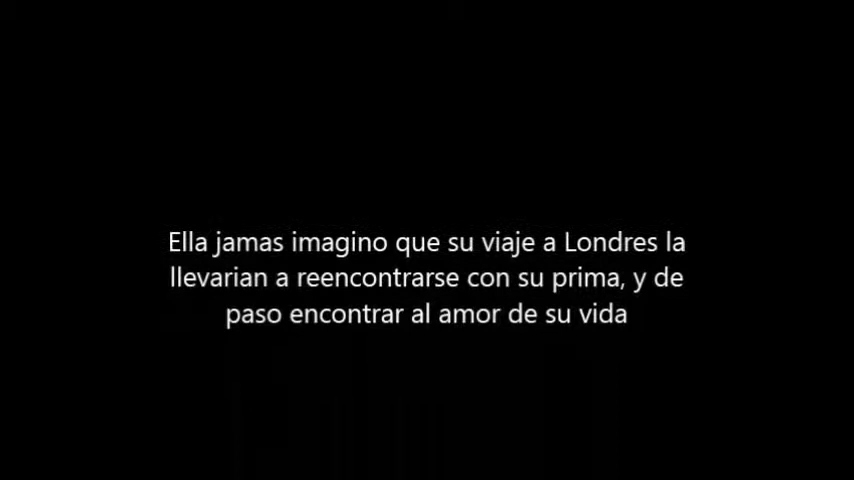 Ella jamas imagino que su viaje a Londres la
llevarian a reencontrarse con su prima, y de
paso encontrar al amor de su vida